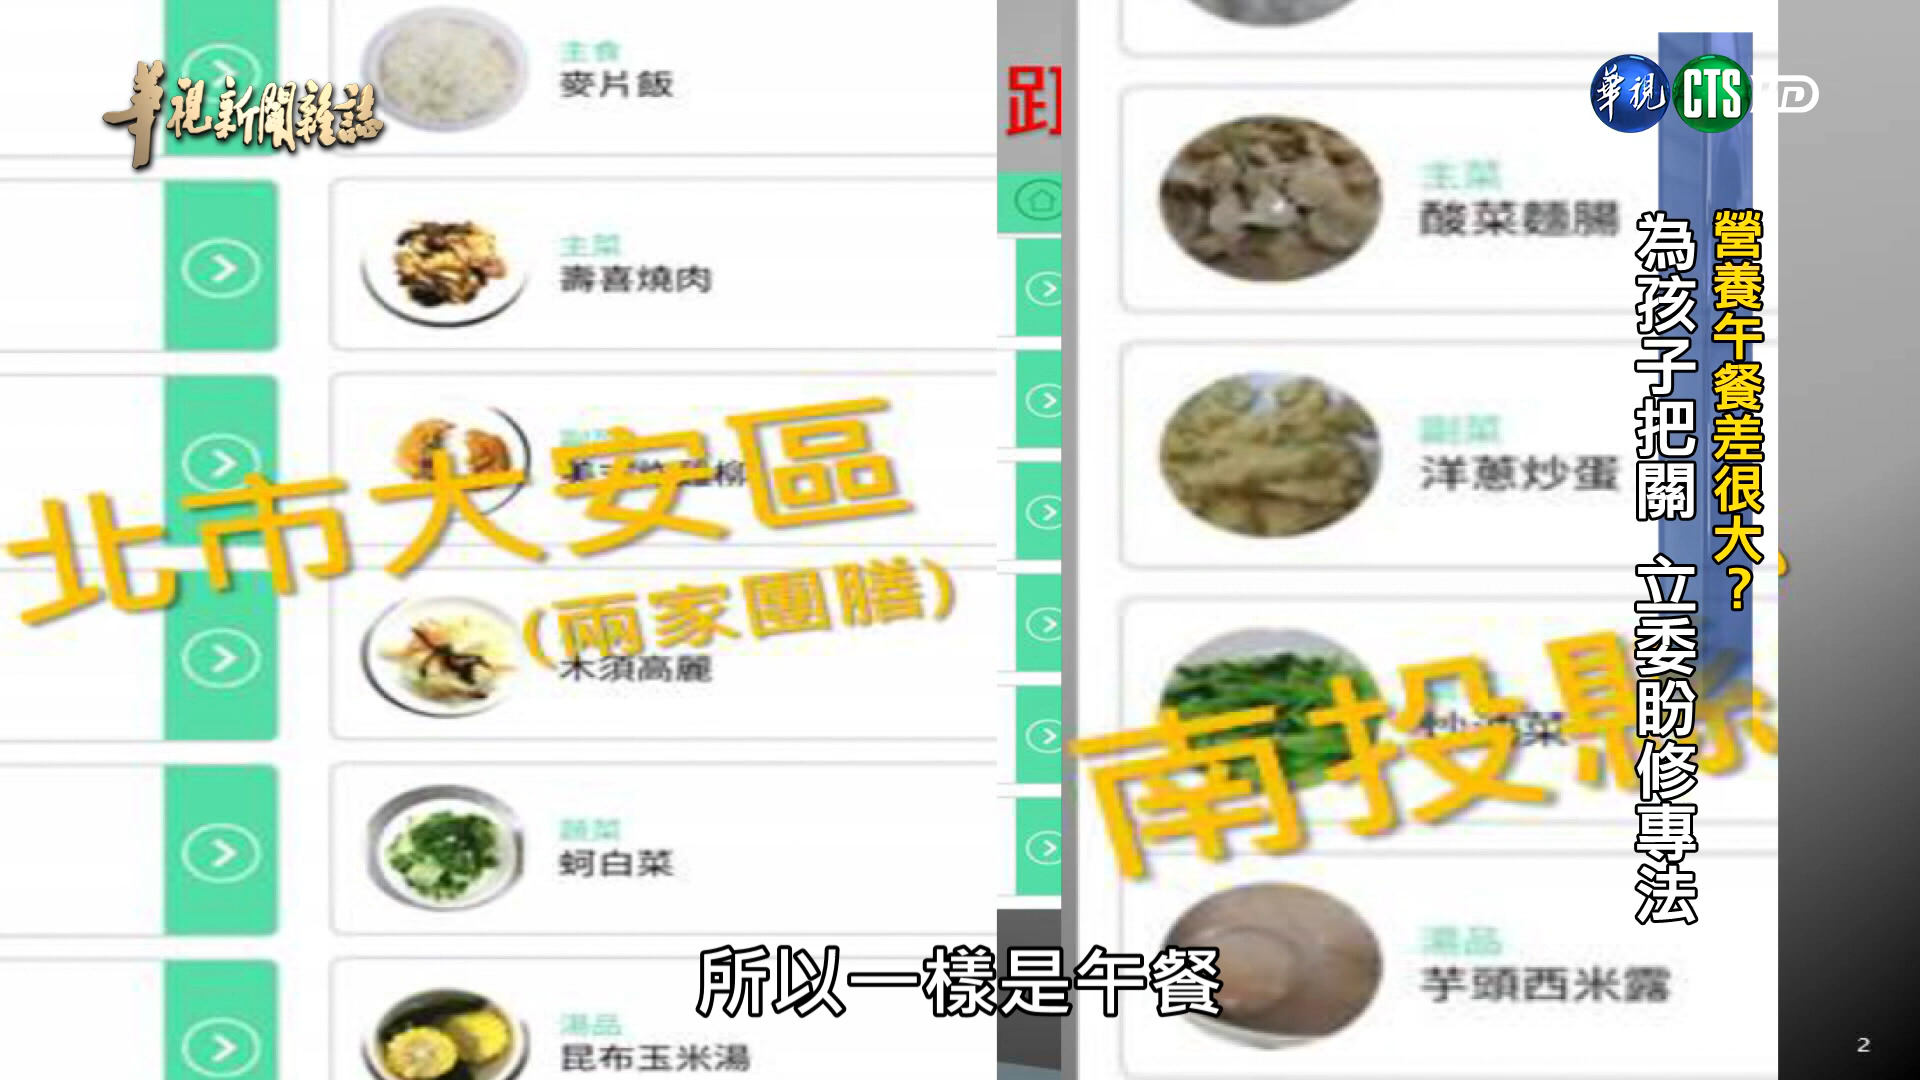 華視新聞雜誌
主食
麥片飯
主菜
壽喜燒肉
木須高麗
蔬菜
蚵白菜
湯品
昆布玉米湯
北市大安區
(兩家團膳)
主菜
酸菜麵腸
副菜
洋蔥炒蛋
湯品
芋頭西米露
南投縣
華視 CTS HD
營養午餐差很大?
為孩子把關 立委盼修專法
所以一樣是午餐
2